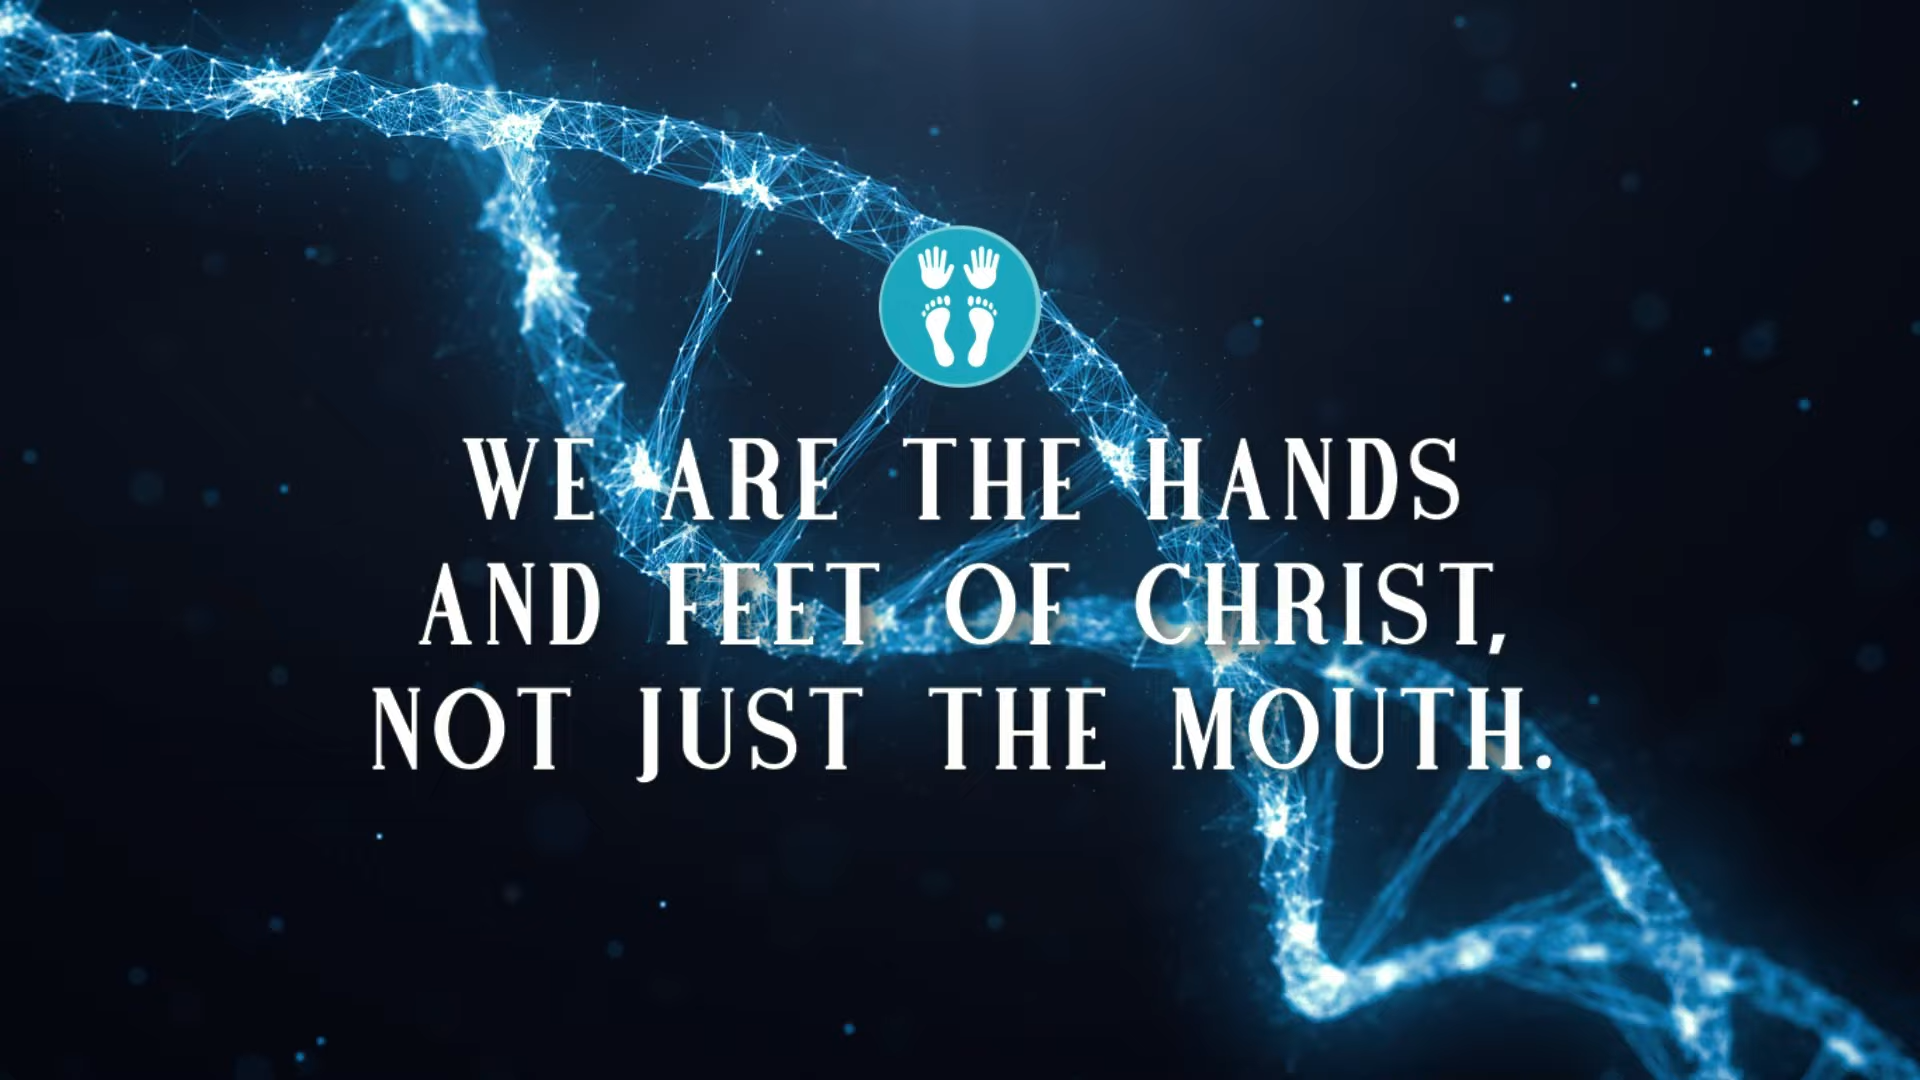 WE ARE THE HANDS
AND FEET OF CHRIST,
NOT JUST THE MOUTH.